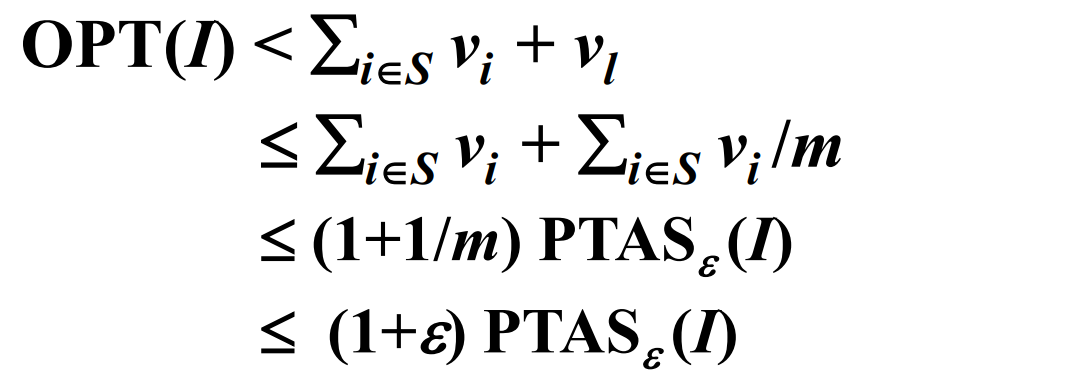 OPT(I) < ∑i∈S vi + vl
≤ ∑i∈S vi + ∑i∈S vi/m
≤ (1+1/m) PTASε(I)
≤ (1+ε) PTASε(I)